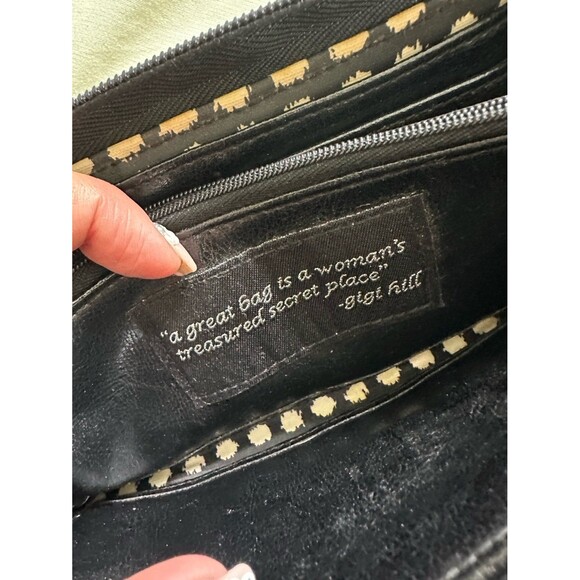 "a great bag is a woman's
treasured secret place"
-gigi hill